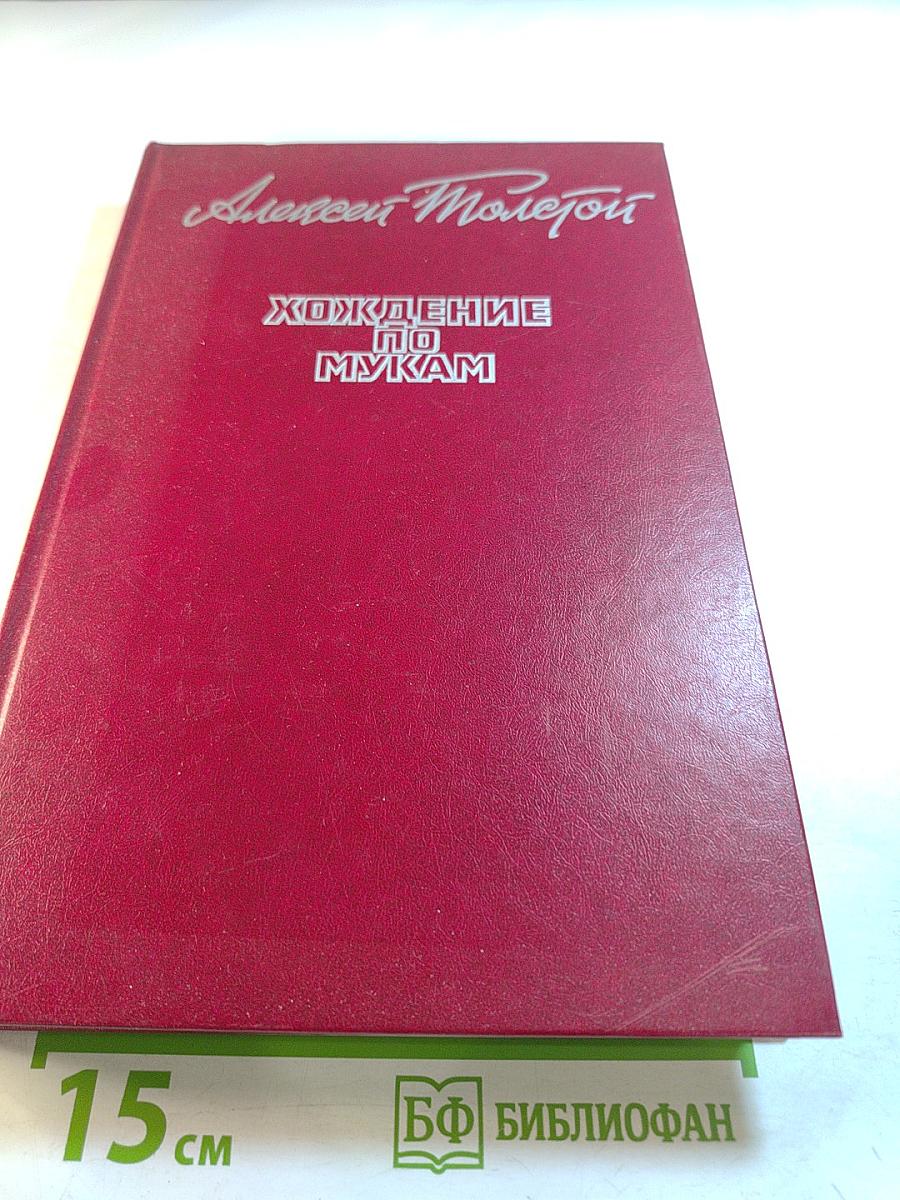 Алексей Толстой
ХОЖДЕНИЕ
ПО
МУКАМ
15 см
БФ БИБЛИОФАН